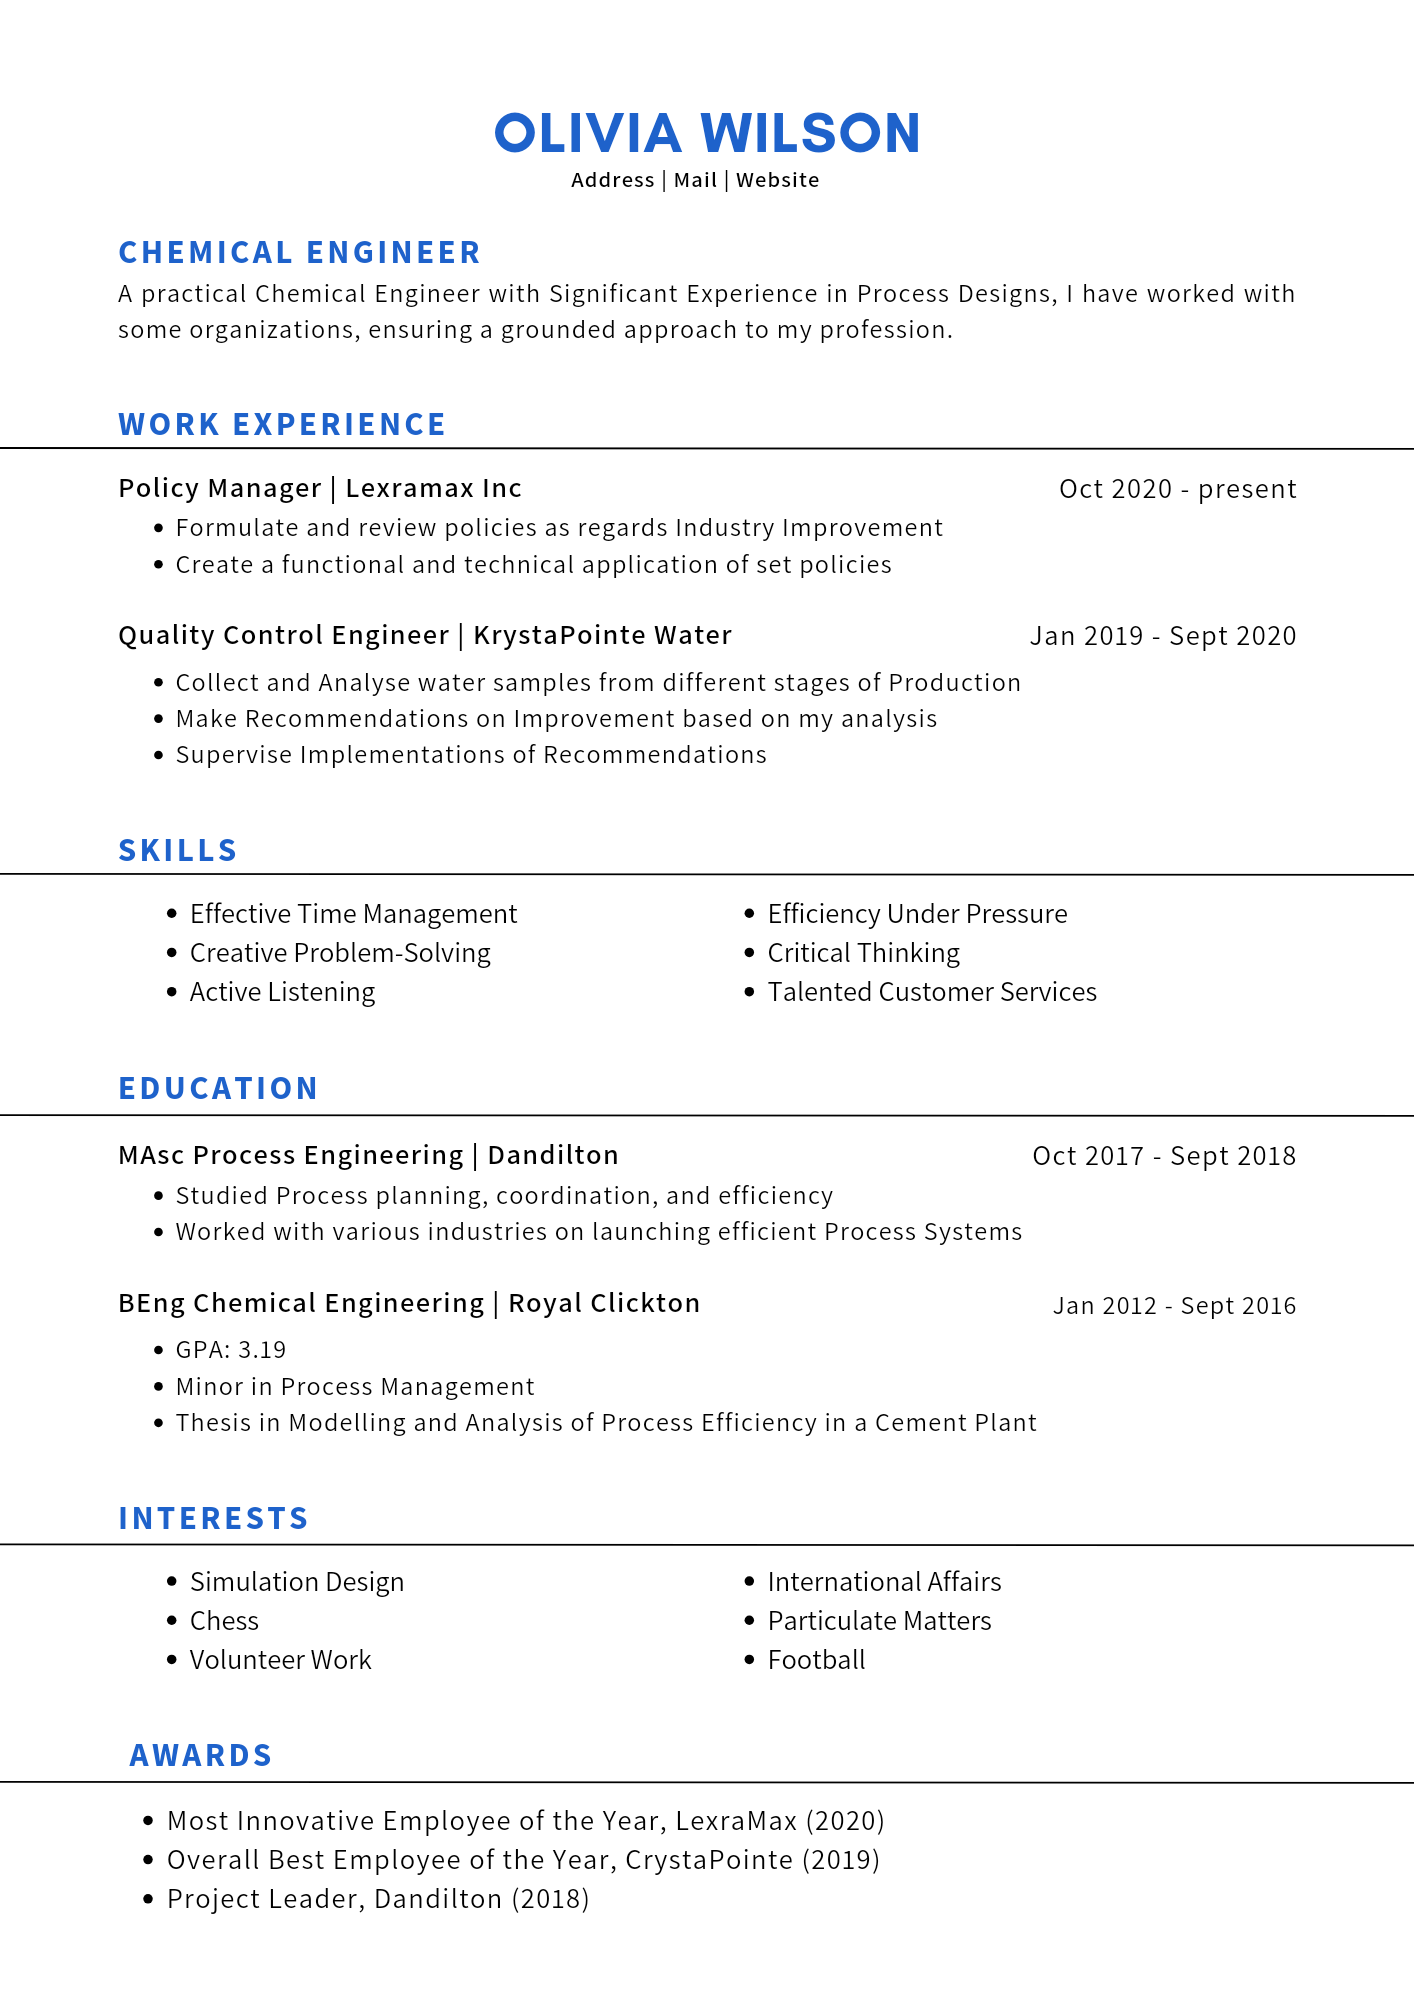 OLIVIA WILSON
Address | Mail | Website
CHEMICAL ENGINEER
A practical Chemical Engineer with Significant Experience in Process Designs, I have worked with
some organizations, ensuring a grounded approach to my profession.
WORK EXPERIENCE
Policy Manager | Lexramax Inc Oct 2020 - present
• Formulate and review policies as regards Industry Improvement
• Create a functional and technical application of set policies
Quality Control Engineer | KrystaPointe Water Jan 2019 - Sept 2020
• Collect and Analyse water samples from different stages of Production
• Make Recommendations on Improvement based on my analysis
• Supervise Implementations of Recommendations
SKILLS
• Effective Time Management
• Creative Problem-Solving
• Active Listening
• Efficiency Under Pressure
• Critical Thinking
• Talented Customer Services
EDUCATION
MAsc Process Engineering | Dandilton Oct 2017 - Sept 2018
• Studied Process planning, coordination, and efficiency
• Worked with various industries on launching efficient Process Systems
BEng Chemical Engineering | Royal Clickton Jan 2012 - Sept 2016
• GPA: 3.19
• Minor in Process Management
• Thesis in Modelling and Analysis of Process Efficiency in a Cement Plant
INTERESTS
• Simulation Design
• Chess
• Volunteer Work
• International Affairs
• Particulate Matters
• Football
AWARDS
• Most Innovative Employee of the Year, LexraMax (2020)
• Overall Best Employee of the Year, CrystaPointe (2019)
• Project Leader, Dandilton (2018)